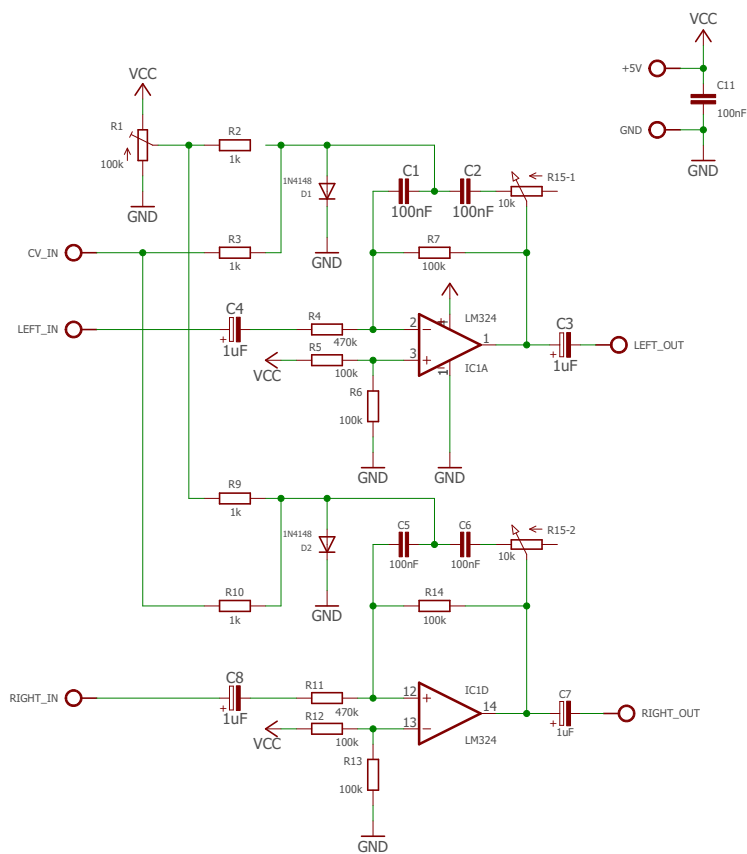 VCC
+5V
C11
100nF
GND
GND
VCC
R1
100k
GND
R2
1k
1N4148
D1
GND
C1
100nF
C2
100nF
R15-1
10k
CV_IN
R3
1k
R7
100k
LEFT_IN
C4
+
1uF
R4
470k
R5
100k
VCC
R6
100k
GND
2
3
4
1
1
LM324
IC1A
GND
C3
+
1uF
LEFT_OUT
R9
1k
1N4148
D2
GND
C5
100nF
C6
100nF
R15-2
10k
R10
1k
R14
100k
RIGHT_IN
C8
+
1uF
R11
470k
R12
100k
VCC
R13
100k
GND
12
13
14
IC1D
LM324
C7
+
1uF
RIGHT_OUT